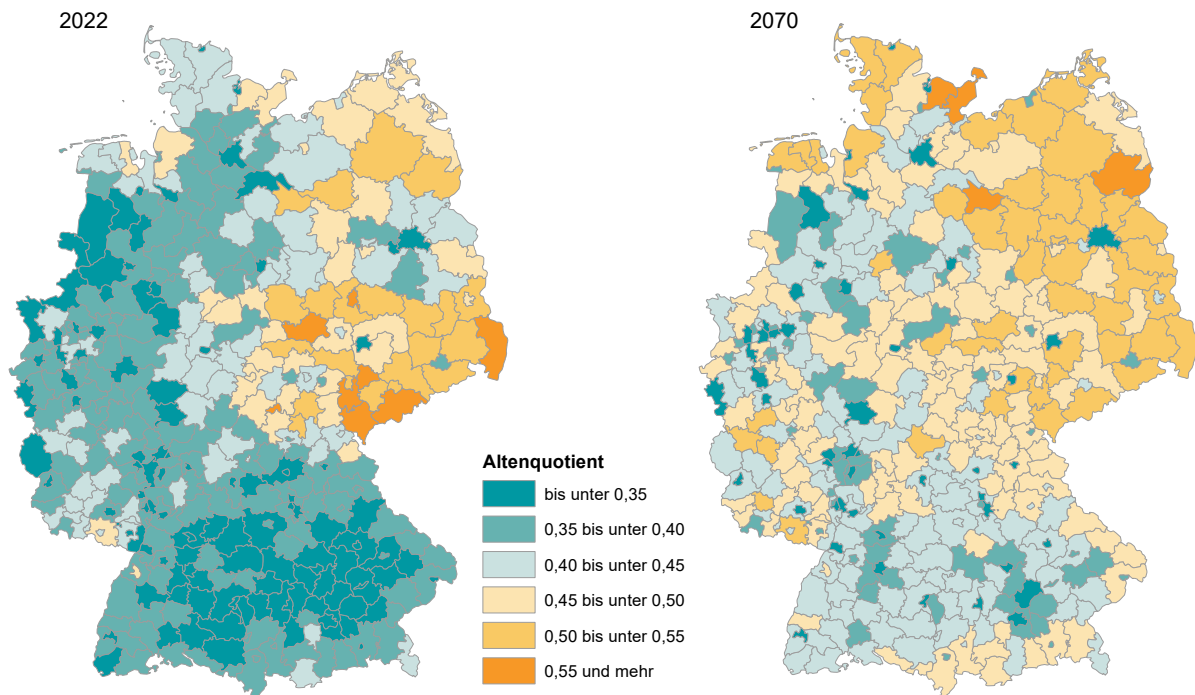 2022
2070
Altenquotient
bis unter 0,35
0,35 bis unter 0,40
0,40 bis unter 0,45
0,45 bis unter 0,50
0,50 bis unter 0,55
0,55 und mehr